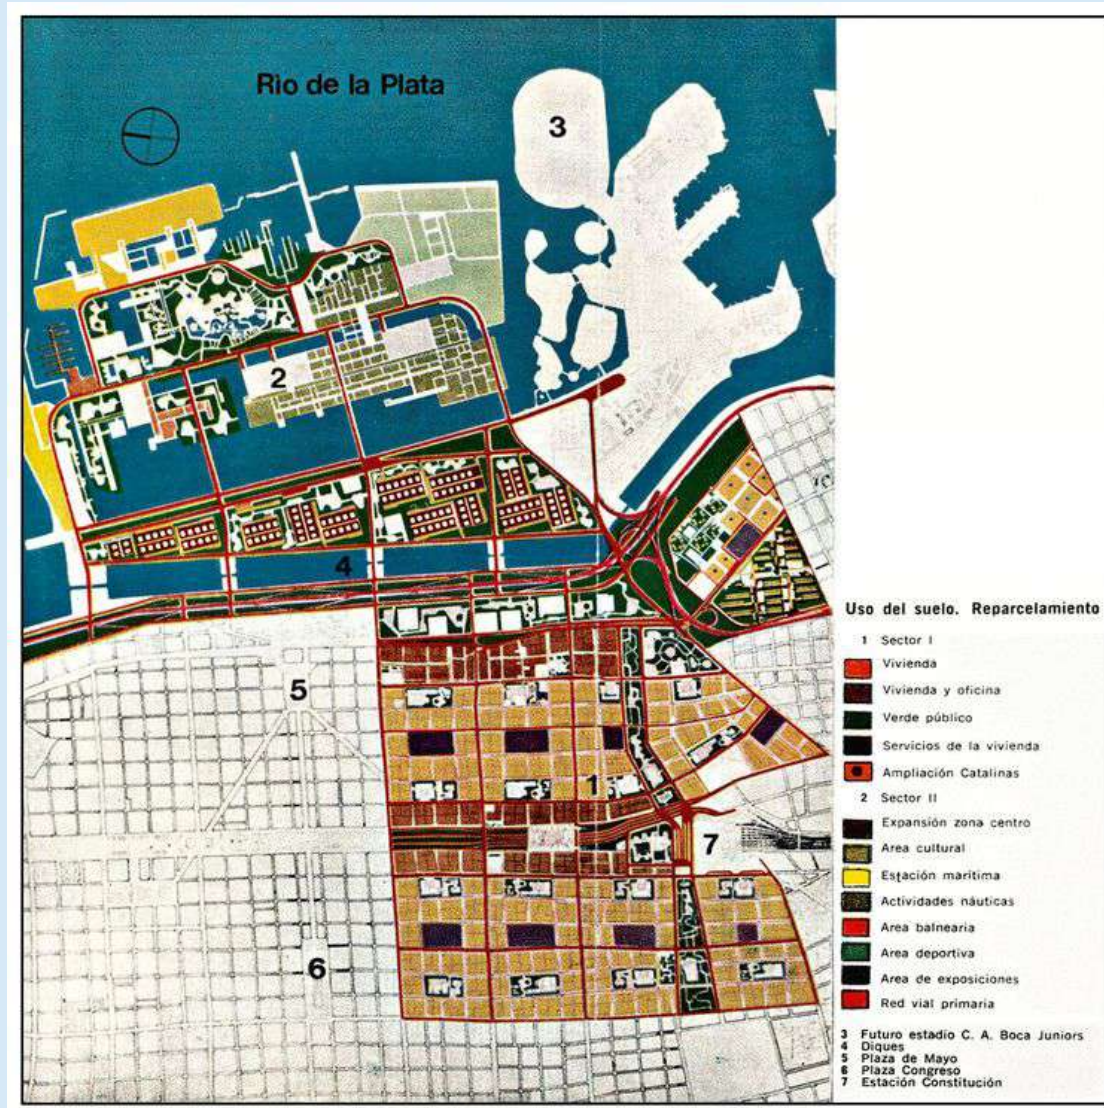 Rìo de la Plata
3
2
4
5
1
7
6
Uso del suelo. Reparcelamiento
1 Sector I
Vivienda
Vivienda y oficina
Verde público
Servicios de la vivienda
Ampliación Catalinas
2 Sector II
Expansión zona centro
Area cultural
Estación marítima
Actividades náuticas
Area balnearia
Area deportiva
Area de exposiciones
Red vial primaria
3 Futuro estadio C. A. Boca Juniors
4 Diques
5 Plaza de Mayo
6 Plaza Congreso
7 Estación Constitución